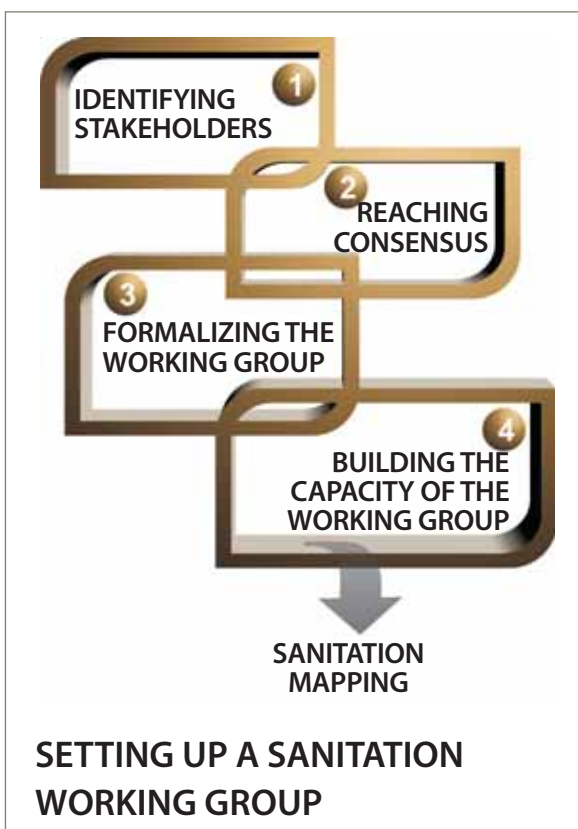 1
IDENTIFYING
STAKEHOLDERS
2
REACHING
CONSENSUS
3
FORMALIZING THE
WORKING GROUP
4
BUILDING THE
CAPACITY OF THE
WORKING GROUP
SANITATION
MAPPING
SETTING UP A SANITATION
WORKING GROUP